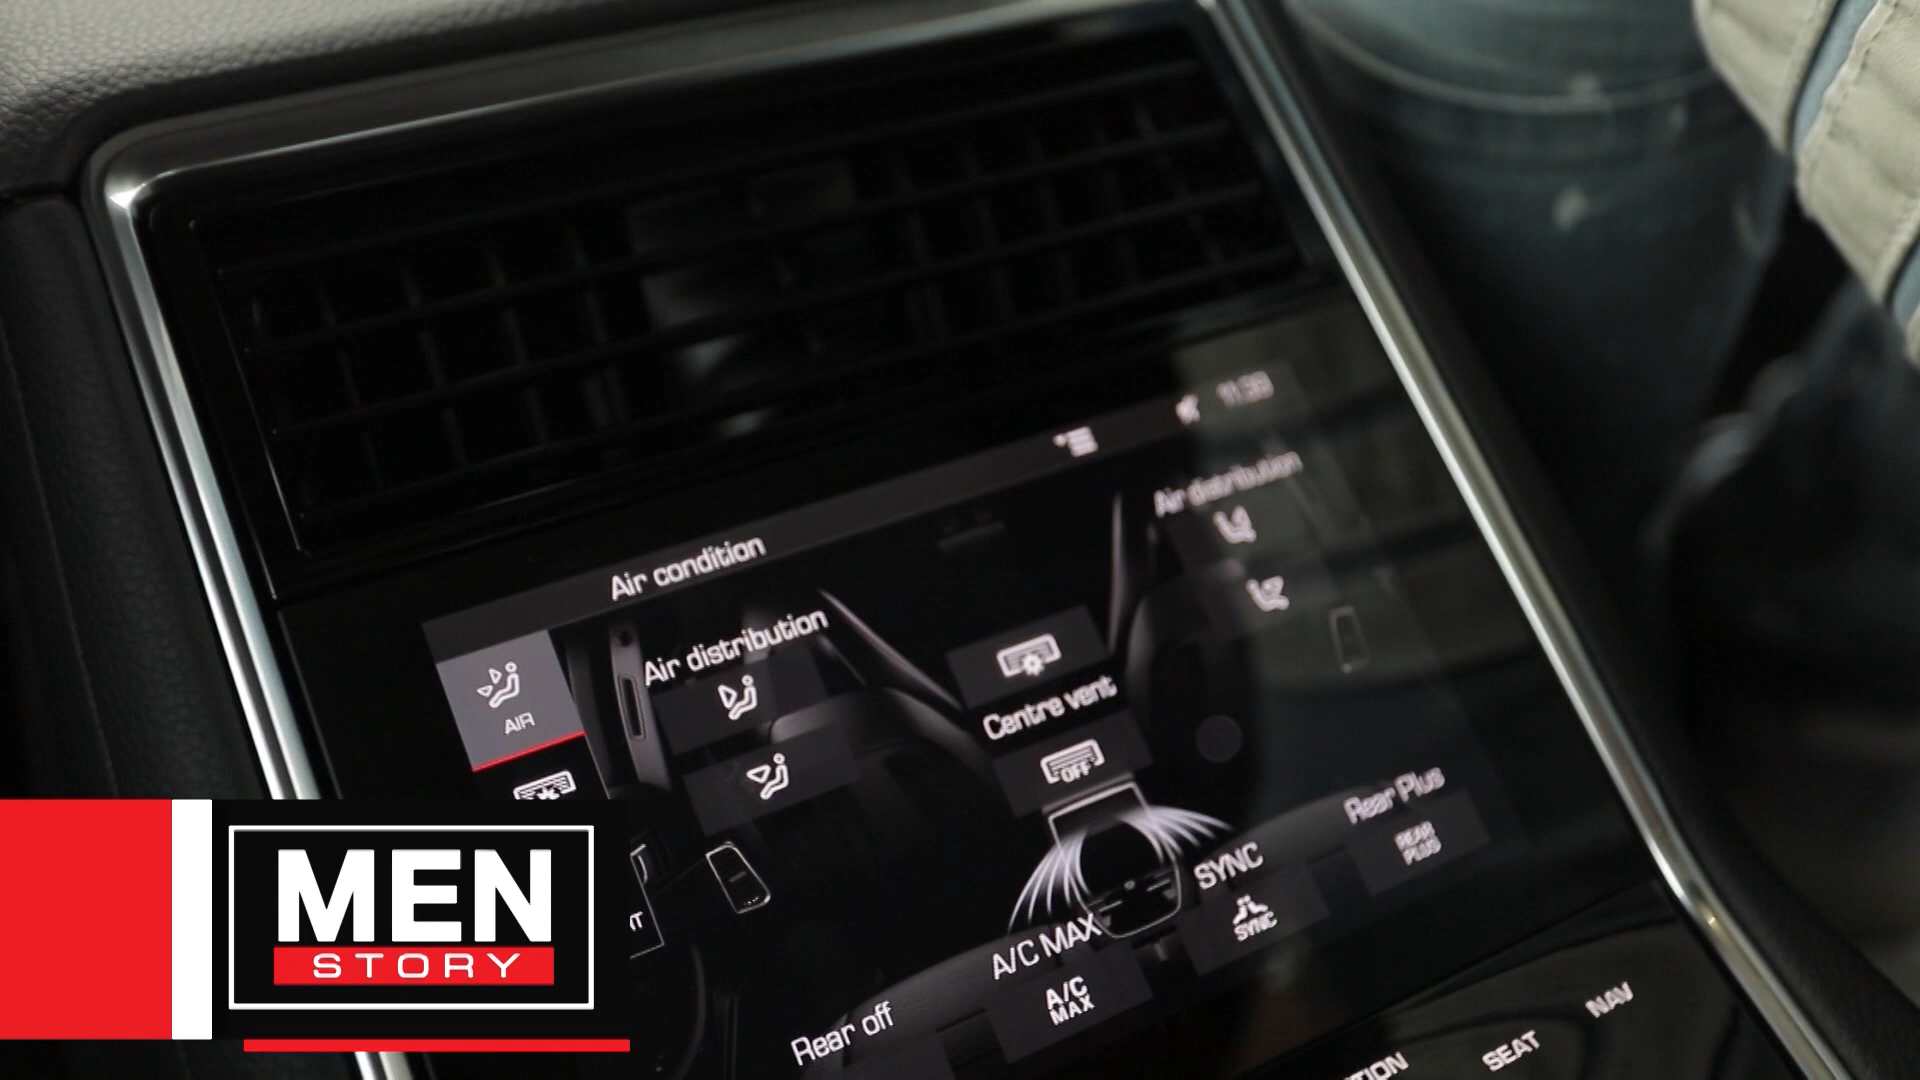 Air condition
Air distribution
Air distribution
AIR
Centre vent
OFF
Rear Plus
REAR
PLUS
SYNC
SYNC
A/C MAX
A/C
MAX
Rear off
NAV
SEAT
MEN
STORY